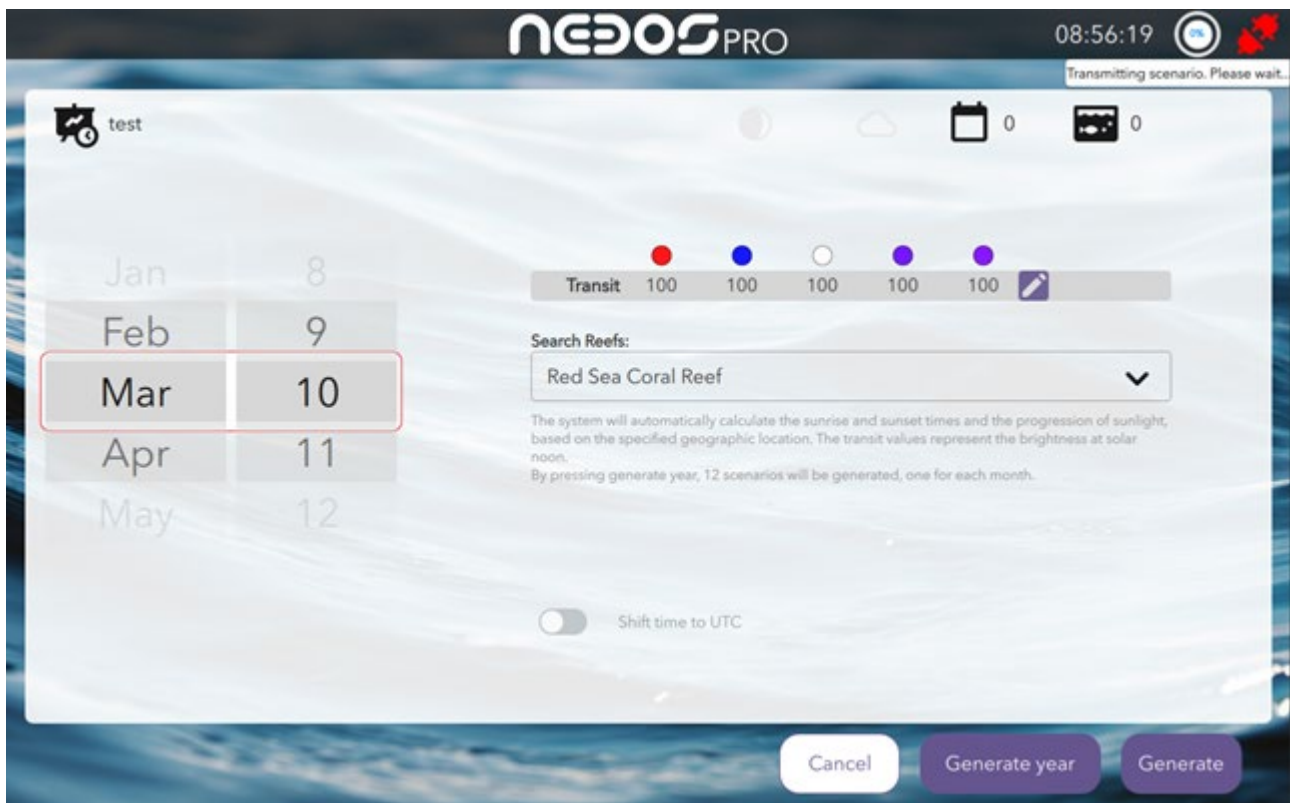 NEDOS PRO
08:56:19
0%
Transmitting scenario. Please wait..
test
0
0
Jan 8
Feb 9
Mar 10
Apr 11
May 12
Transit 100 100 100 100 100
Search Reefs:
Red Sea Coral Reef
The system will automatically calculate the sunrise and sunset times and the progression of sunlight,
based on the specified geographic location. The transit values represent the brightness at solar
noon.
By pressing generate year, 12 scenarios will be generated, one for each month.
Shift time to UTC
Cancel
Generate year
Generate